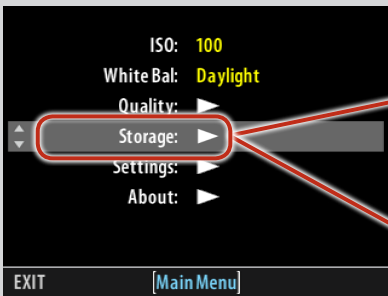 ISO: 100
White Bal: Daylight
Quality:
Storage:
Settings:
About:
EXIT [Main Menu]